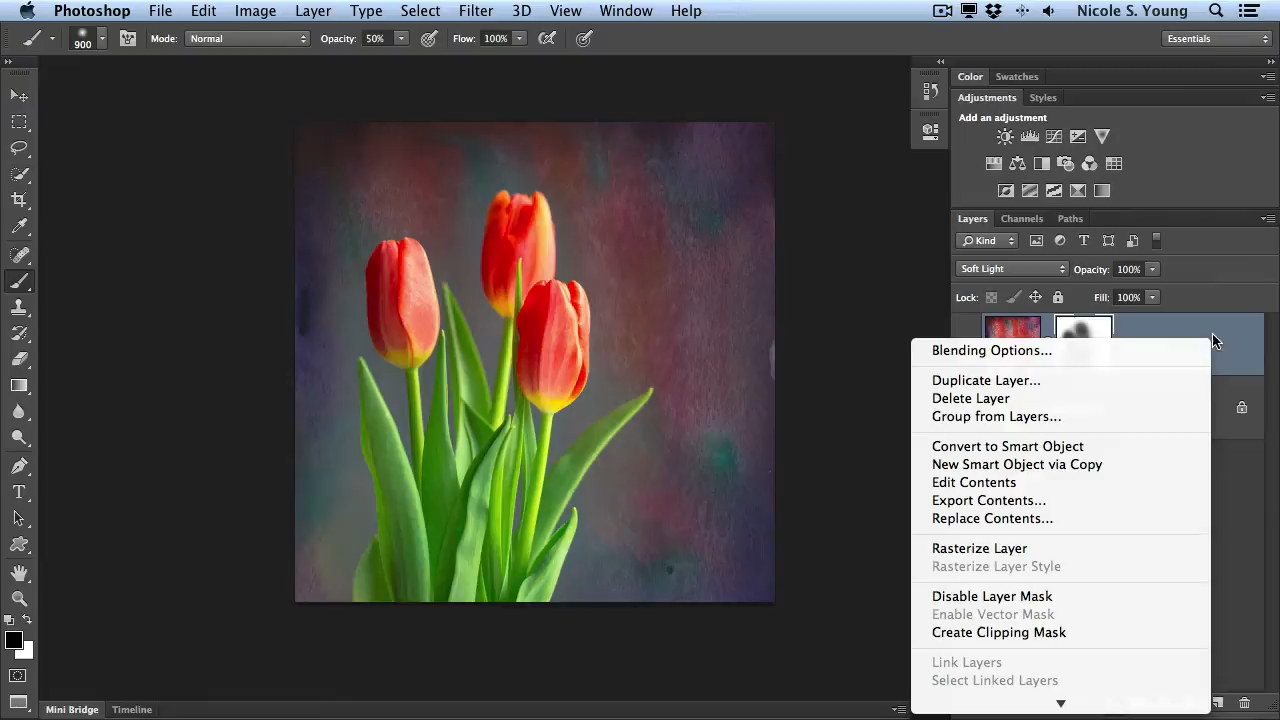 Photoshop File Edit Image Layer Type Select Filter 3D View Window Help Nicole S. Young
900 Mode: Normal Opacity: 50% Flow: 100% Essentials
Color Swatches
Adjustments Styles
Add an adjustment
Layers Channels Paths
Kind T
Soft Light Opacity: 100%
Lock: Fill: 100%
Blending Options...
Duplicate Layer...
Delete Layer
Group from Layers...
Convert to Smart Object
New Smart Object via Copy
Edit Contents
Export Contents...
Replace Contents...
Rasterize Layer
Rasterize Layer Style
Disable Layer Mask
Enable Vector Mask
Create Clipping Mask
Link Layers
Select Linked Layers
T
Mini Bridge Timeline